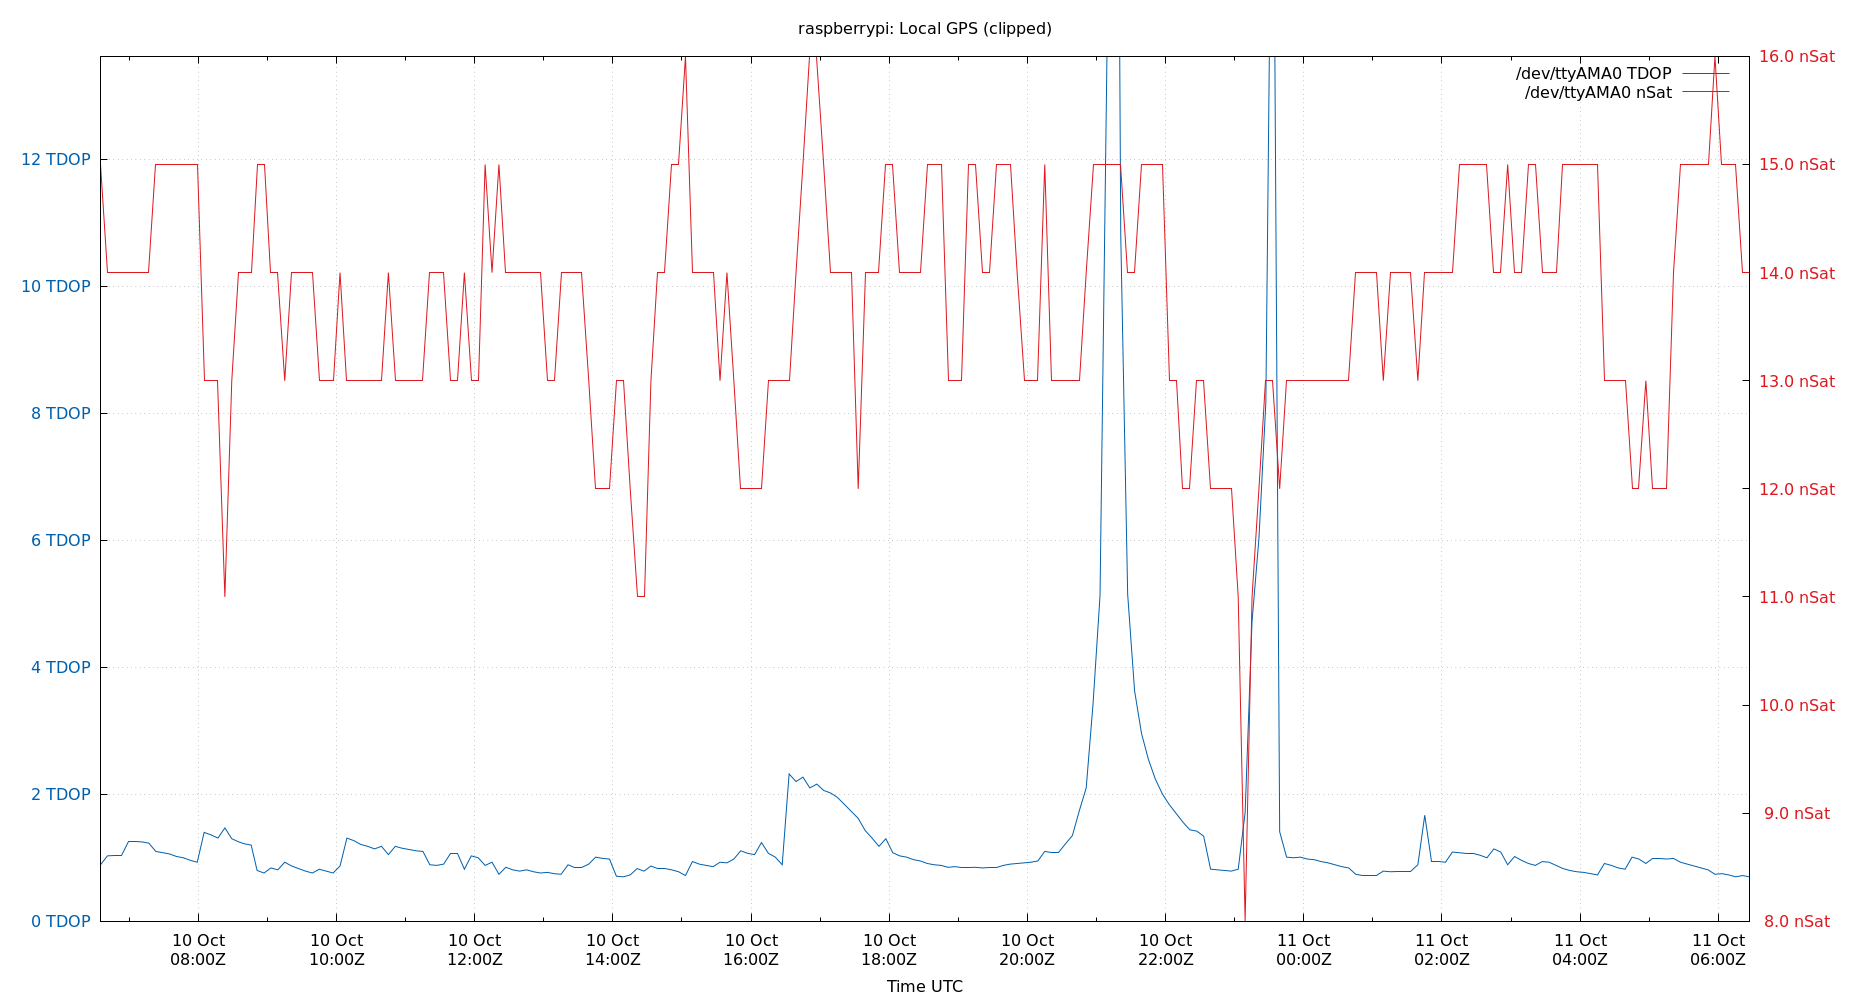 raspberrypi: Local GPS (clipped)
/dev/ttyAMA0 TDOP
/dev/ttyAMA0 nSat
12 TDOP
10 TDOP
8 TDOP
6 TDOP
4 TDOP
2 TDOP
0 TDOP
16.0 nSat
15.0 nSat
14.0 nSat
13.0 nSat
12.0 nSat
11.0 nSat
10.0 nSat
9.0 nSat
8.0 nSat
10 Oct
08:00Z
10 Oct
10:00Z
10 Oct
12:00Z
10 Oct
14:00Z
10 Oct
16:00Z
10 Oct
18:00Z
10 Oct
20:00Z
10 Oct
22:00Z
11 Oct
00:00Z
11 Oct
02:00Z
11 Oct
04:00Z
11 Oct
06:00Z
Time UTC